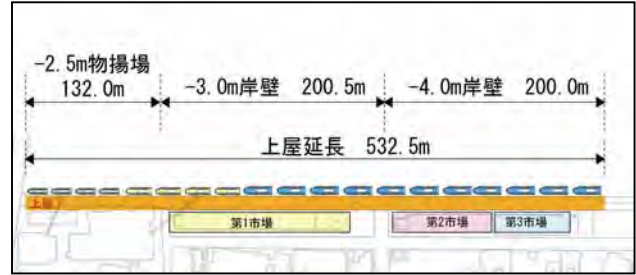 -2.5m物揚場
132.0m
-3.0m岸壁 200.5m
-4.0m岸壁 200.0m
上屋延長 532.5m
上屋
第1市場
第2市場
第3市場